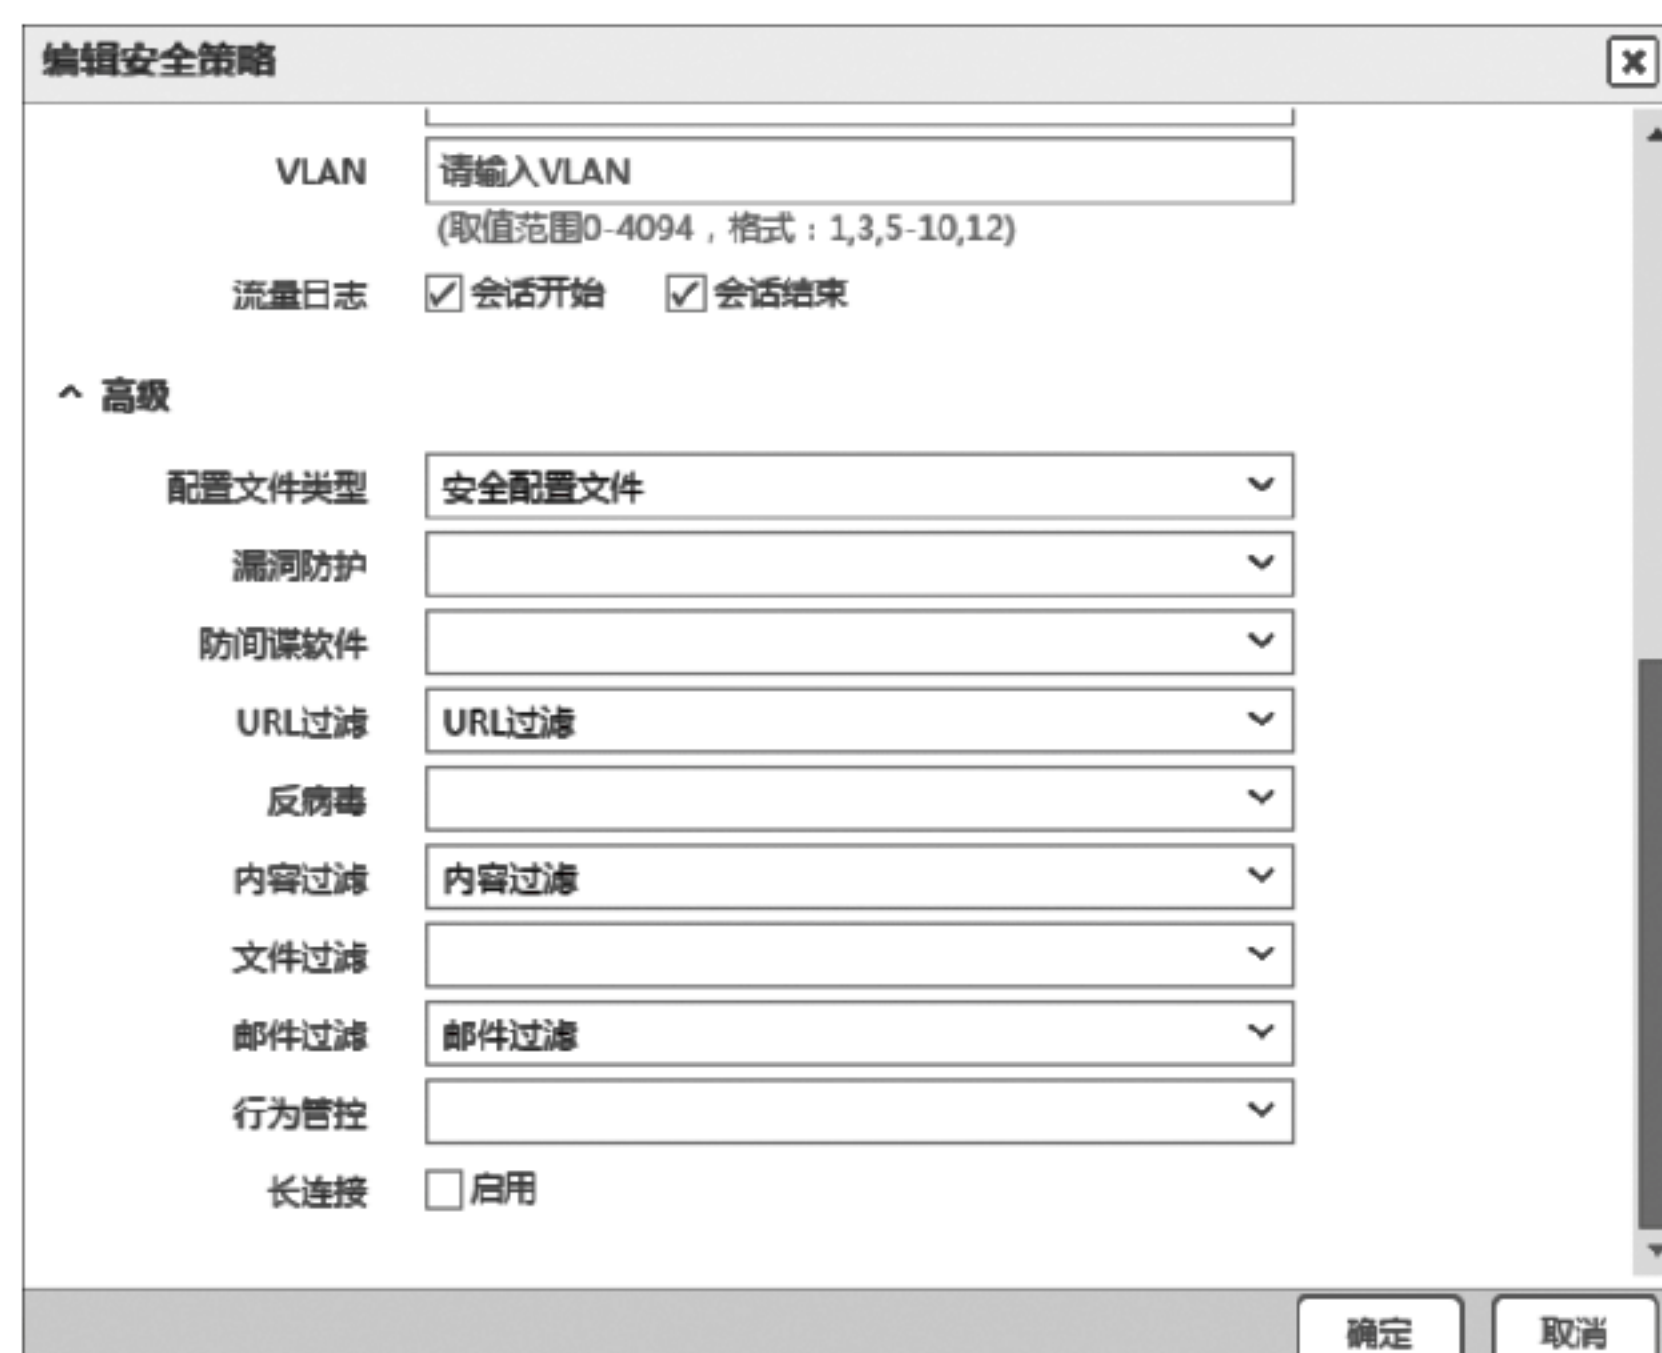 编辑安全策略
VLAN 请输入VLAN
(取值范围0-4094，格式：1,3,5-10,12)
流量日志 会话开始 会话结束
高级
配置文件类型 安全配置文件
漏洞防护
防间谍软件
URL过滤 URL过滤
反病毒
内容过滤 内容过滤
文件过滤
邮件过滤 邮件过滤
行为管控
长连接 启用
确定 取消